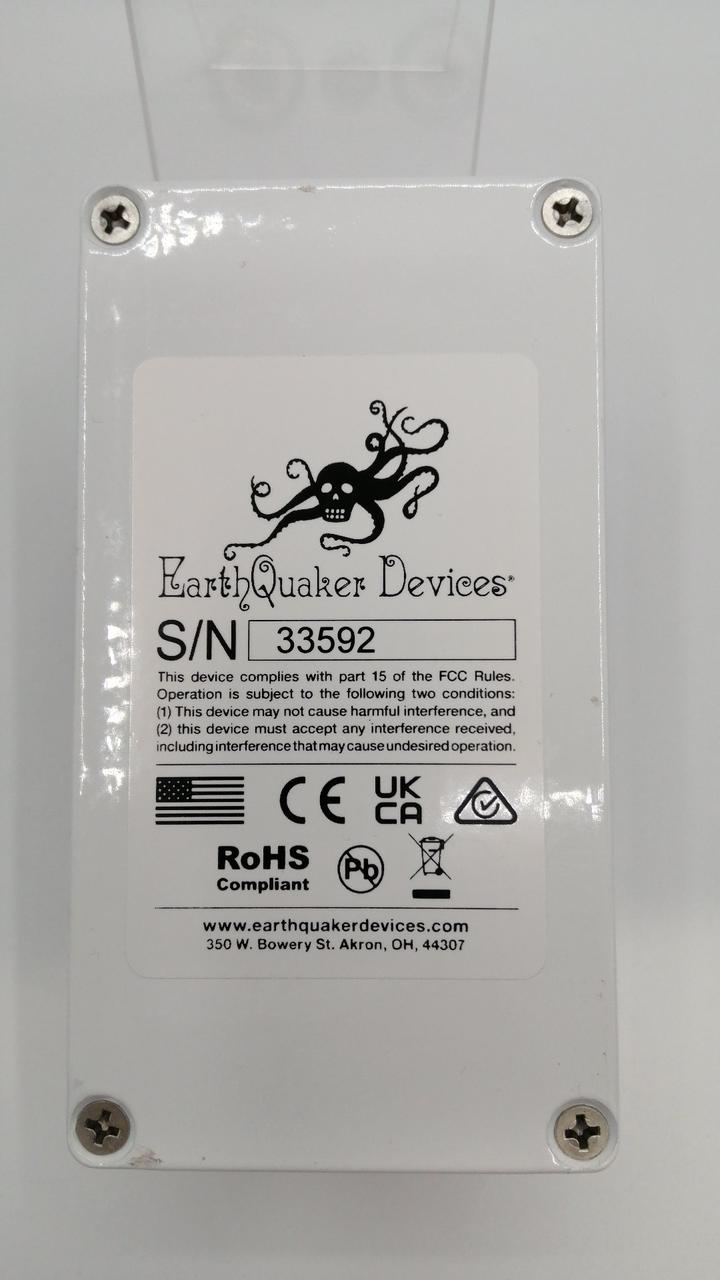 EarthQuaker Devices®
S/N 33592
This device complies with part 15 of the FCC Rules.
Operation is subject to the following two conditions:
(1) This device may not cause harmful interference, and
(2) this device must accept any interference received,
including interference that may cause undesired operation.
CE UK
CA
RoHS
Compliant
Pb
www.earthquakerdevices.com
350 W. Bowery St. Akron, OH, 44307